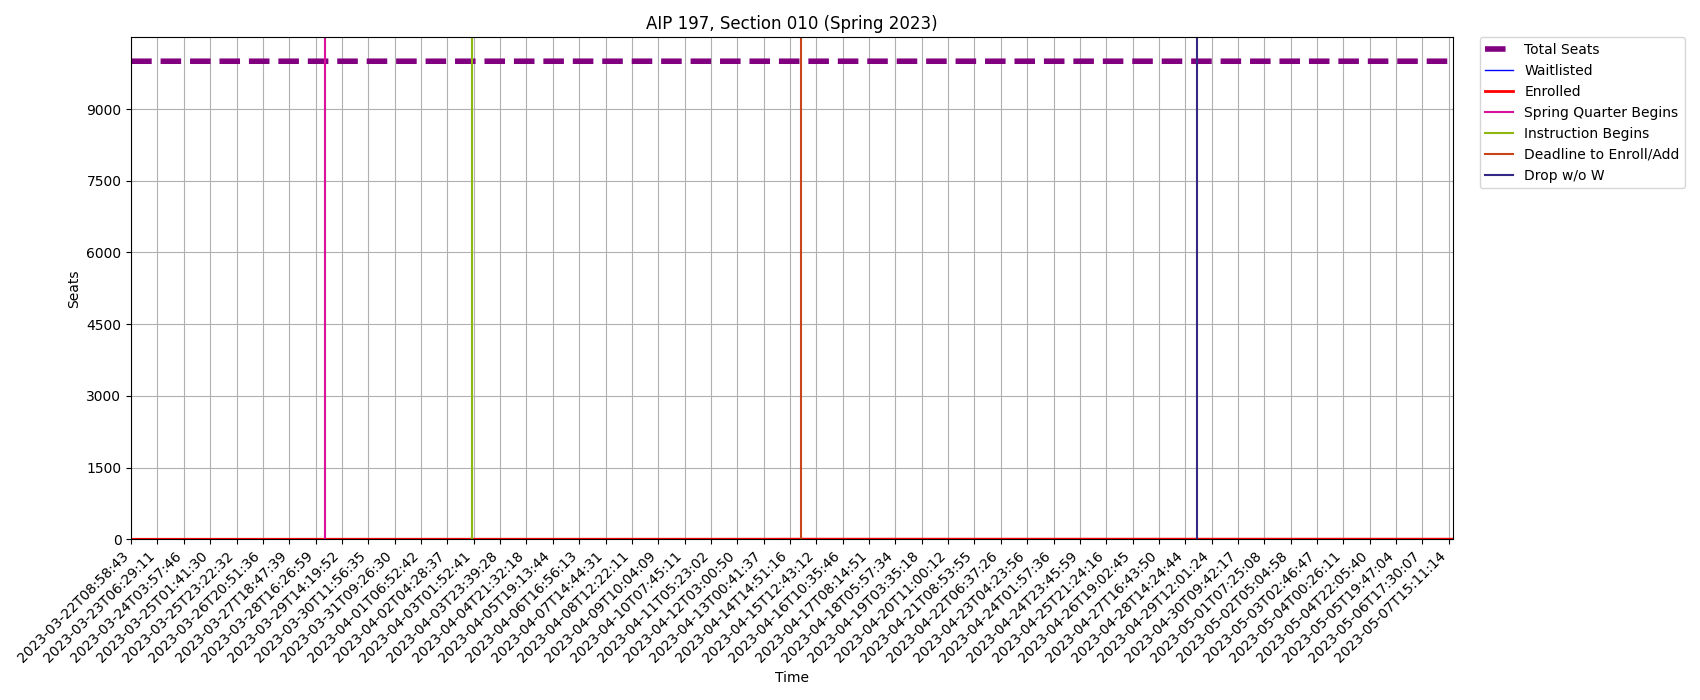 AIP 197, Section 010 (Spring 2023)
Total Seats
Waitlisted
Enrolled
Spring Quarter Begins
Instruction Begins
Deadline to Enroll/Add
Drop w/o W
Seats
9000
7500
6000
4500
3000
1500
0
2023-03-22T08:58:43
2023-03-23T06:29:11
2023-03-24T03:57:46
2023-03-25T01:41:30
2023-03-25T23:22:32
2023-03-26T20:51:36
2023-03-27T18:47:39
2023-03-28T16:26:59
2023-03-29T14:19:52
2023-03-30T11:56:35
2023-03-31T09:26:30
2023-04-01T06:52:42
2023-04-02T04:28:37
2023-04-03T01:52:41
2023-04-03T23:39:28
2023-04-04T21:32:18
2023-04-05T19:13:44
2023-04-06T16:56:13
2023-04-07T14:44:31
2023-04-08T12:22:11
2023-04-09T10:04:09
2023-04-10T07:45:11
2023-04-11T05:23:02
2023-04-12T03:00:50
2023-04-13T00:41:37
2023-04-14T14:51:16
2023-04-15T12:43:12
2023-04-16T10:35:46
2023-04-17T08:14:51
2023-04-18T05:57:34
2023-04-19T03:35:18
2023-04-20T11:00:12
2023-04-21T08:53:55
2023-04-22T06:37:26
2023-04-23T04:23:56
2023-04-24T01:57:36
2023-04-24T23:45:59
2023-04-25T21:24:16
2023-04-26T19:02:45
2023-04-27T16:43:50
2023-04-28T14:24:44
2023-04-29T12:01:24
2023-04-30T09:42:17
2023-05-01T07:25:08
2023-05-02T05:04:58
2023-05-03T02:46:47
2023-05-04T00:26:11
2023-05-04T22:05:40
2023-05-05T19:47:04
2023-05-06T17:30:07
2023-05-07T15:11:14
Time